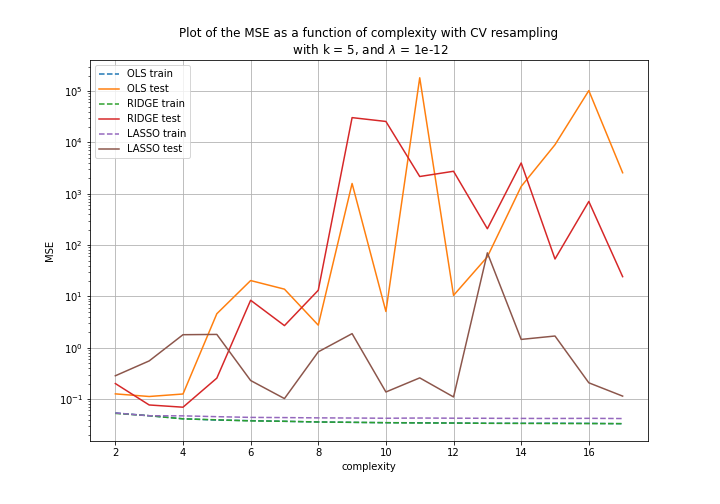 Plot of the MSE as a function of complexity with CV resampling
with k = 5, and λ = 1e-12
OLS train
OLS test
RIDGE train
RIDGE test
LASSO train
LASSO test
10⁵
10⁴
10³
10²
10¹
10⁰
10⁻¹
MSE
2 4 6 8 10 12 14 16
complexity